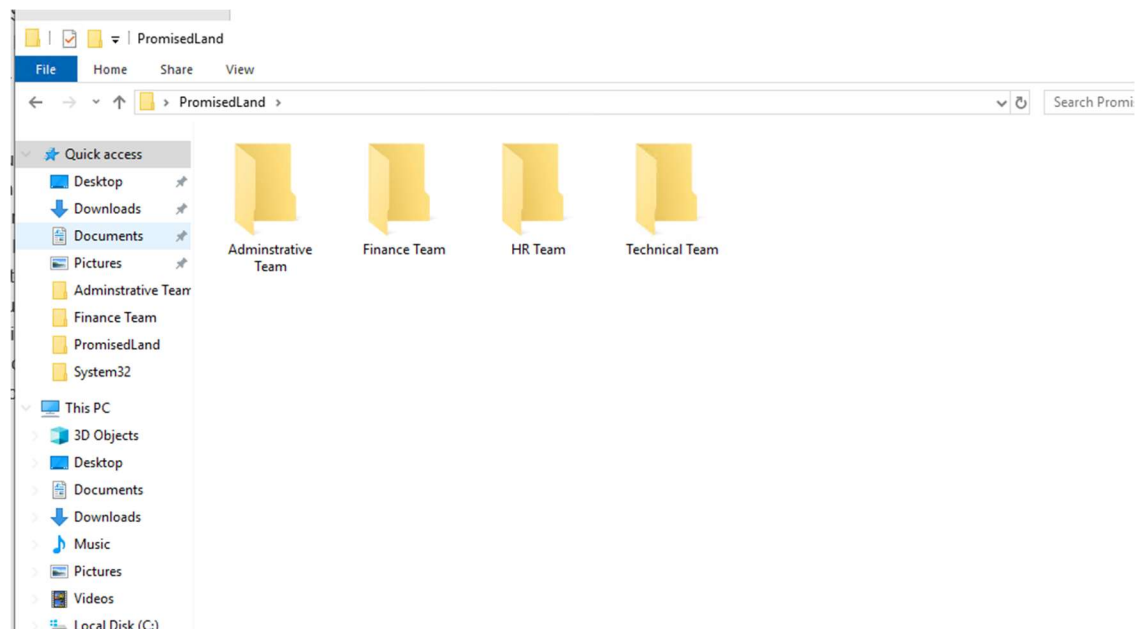 PromisedLand
File Home Share View
PromisedLand
Search Promi
Quick access
Desktop
Downloads
Documents
Pictures
Adminstrative Team
Finance Team
PromisedLand
System32
This PC
3D Objects
Desktop
Documents
Downloads
Music
Pictures
Videos
Local Disk (C:)
Adminstrative
Team
Finance Team
HR Team
Technical Team